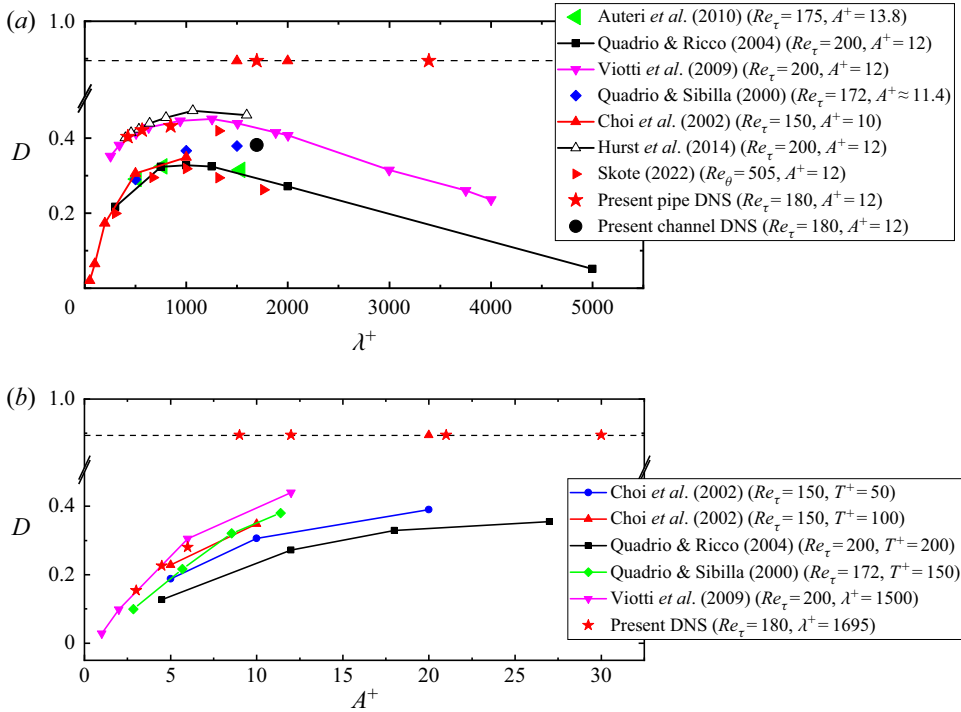 (a)
1.0
0.4
D
0.2
0
1000
2000
3000
4000
5000
λ+
Auteri et al. (2010) (Reτ = 175, A+ = 13.8)
Quadrio & Ricco (2004) (Reτ = 200, A+ = 12)
Viotti et al. (2009) (Reτ = 200, A+ = 12)
Quadrio & Sibilla (2000) (Reτ = 172, A+ ≈ 11.4)
Choi et al. (2002) (Reτ = 150, A+ = 10)
Hurst et al. (2014) (Reτ = 200, A+ = 12)
Skote (2022) (Reθ = 505, A+ = 12)
Present pipe DNS (Reτ = 180, A+ = 12)
Present channel DNS (Reτ = 180, A+ = 12)
(b)
1.0
0.4
D
0.2
0
0
5
10
15
20
25
30
A+
Choi et al. (2002) (Reτ = 150, T+ = 50)
Choi et al. (2002) (Reτ = 150, T+ = 100)
Quadrio & Ricco (2004) (Reτ = 200, T+ = 200)
Quadrio & Sibilla (2000) (Reτ = 172, T+ = 150)
Viotti et al. (2009) (Reτ = 200, λ+ = 1500)
Present DNS (Reτ = 180, λ+ = 1695)